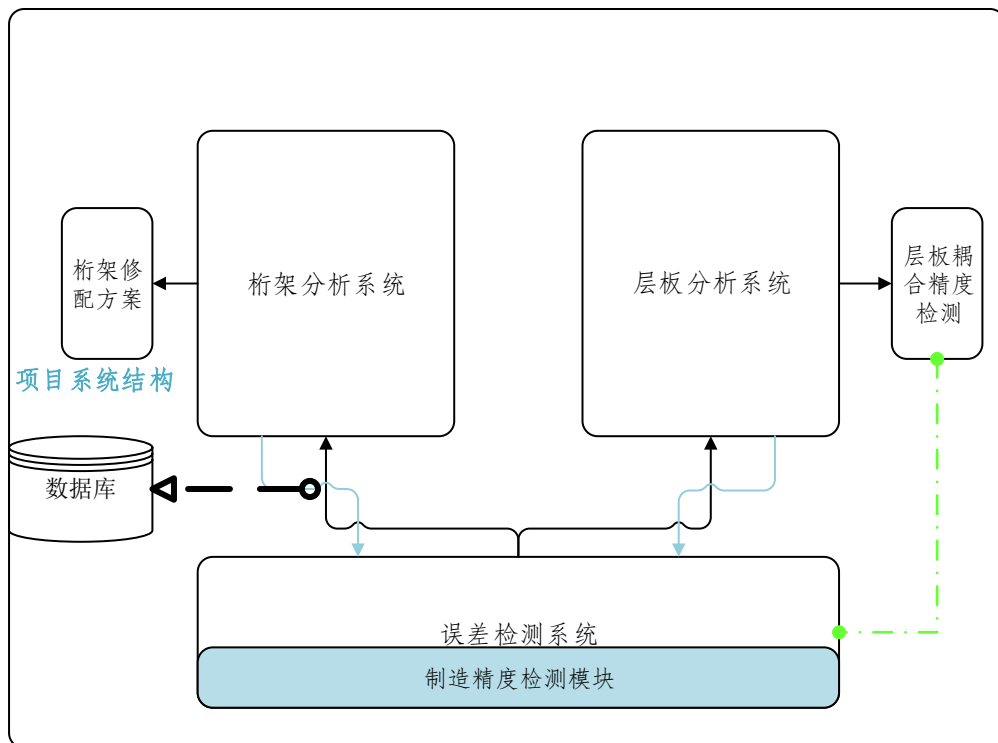 桁架修
配方案
桁架分析系统
层板分析系统
层板耦
合精度
检测
项目系统结构
数据库
误差检测系统
制造精度检测模块